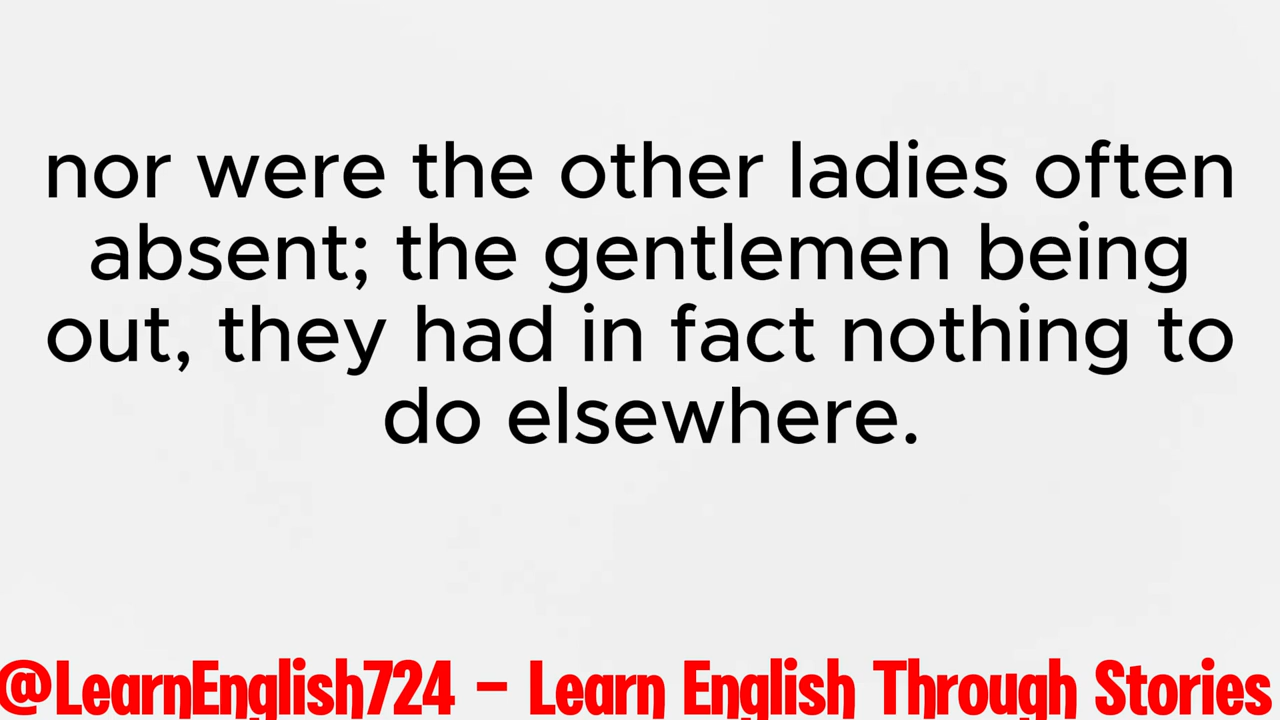 nor were the other ladies often
absent; the gentlemen being
out, they had in fact nothing to
do elsewhere.
@LearnEnglish724 – Learn English Through Stories